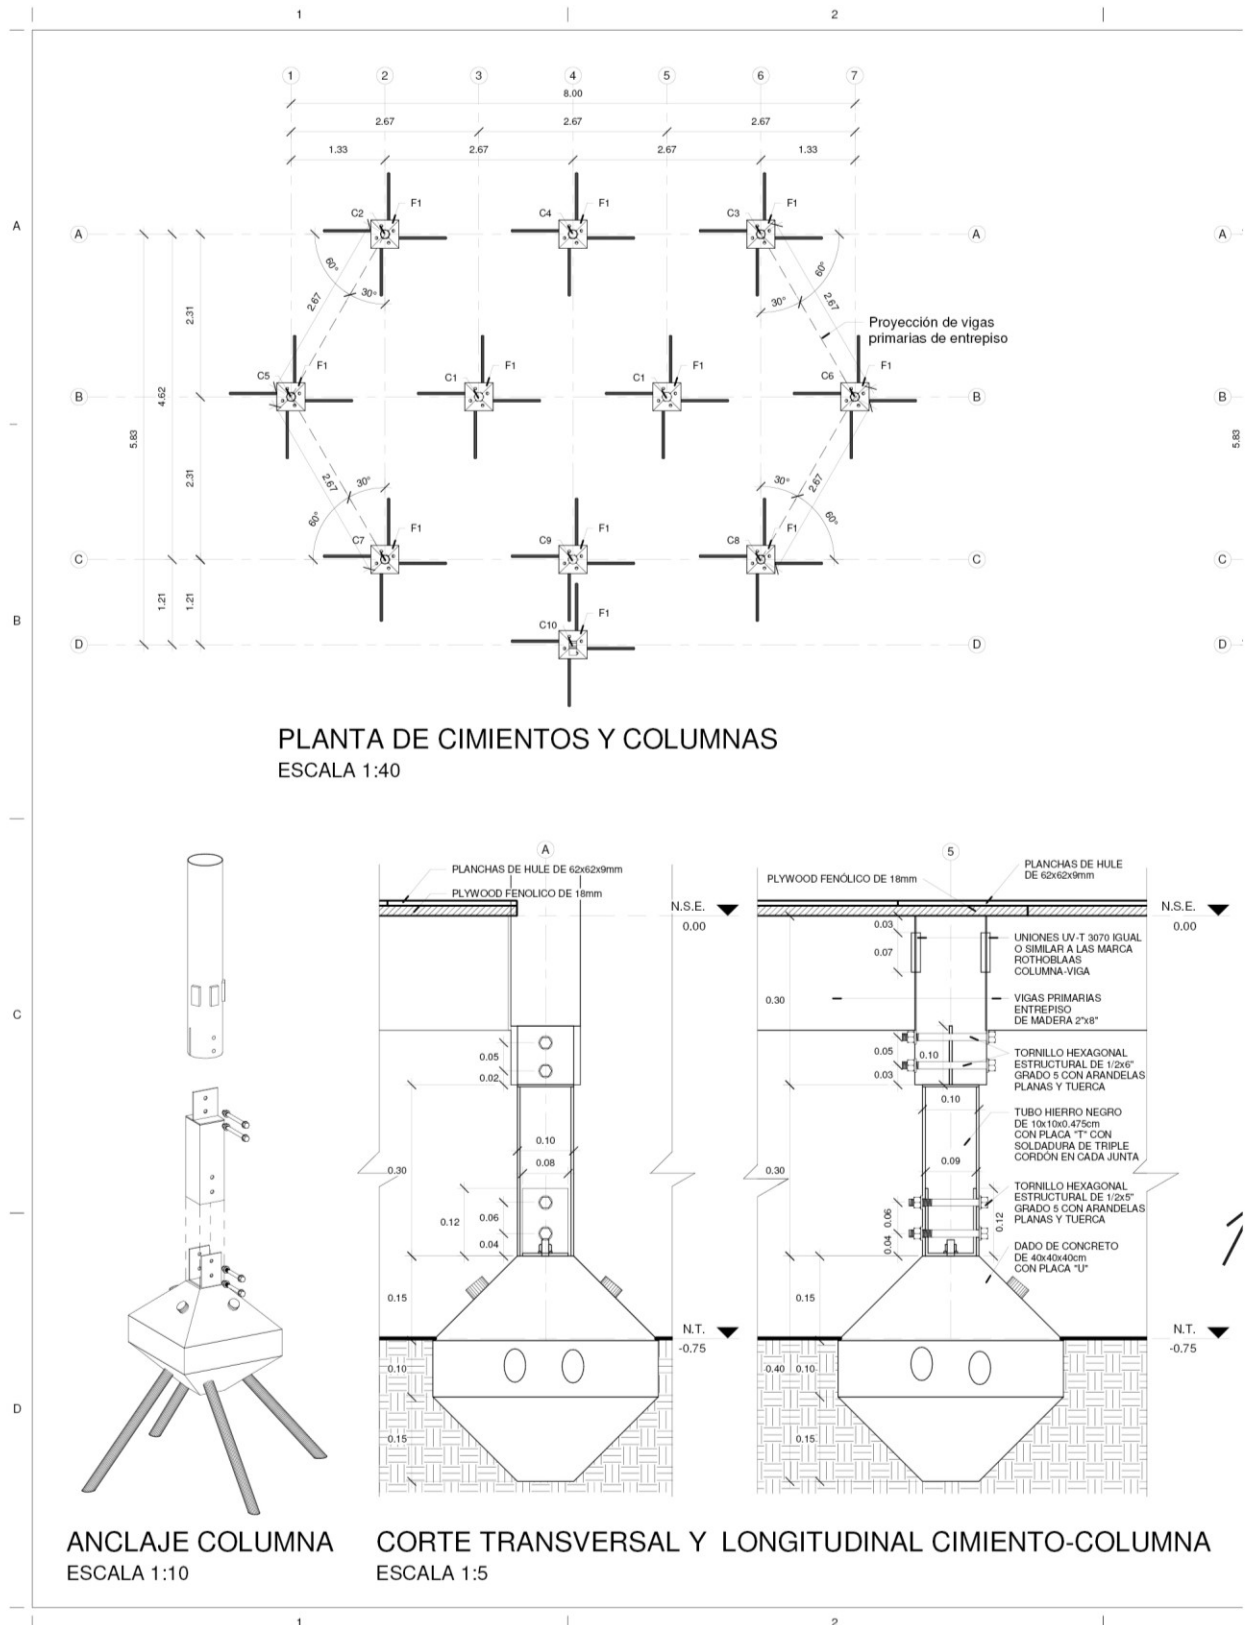 1 2
1 2 3 4 5 6 7
8.00
2.67 2.67 2.67
1.33 2.67 2.67 1.33
A
A C2 F1 C4 F1 C3 F1 A A
60° 30° 2.67 30° 2.67 60°
2.31
Proyección de vigas
primarias de entrepiso
C5 F1 C1 F1 C1 F1 C6 F1
B B B
4.62
5.83 5.83
2.31
2.67 30° 30° 2.67
60° 60°
C7 F1 C9 F1 C8 F1
C C C
B
1.21 1.21
C10 F1
D D D
PLANTA DE CIMIENTOS Y COLUMNAS
ESCALA 1:40
A
PLANCHAS DE HULE DE 62x62x9mm
PLYWOOD FENOLICO DE 18mm
N.S.E.
0.00
0.05
0.02
0.10
0.08
0.30
0.12
0.06
0.04
0.15
N.T.
-0.75
0.10
0.15
5
PLANCHAS DE HULE
DE 62x62x9mm
PLYWOOD FENÓLICO DE 18mm
N.S.E.
0.00
0.03
0.07
UNIONES UV-T 3070 IGUAL
O SIMILAR A LAS MARCA
ROTHOBLAAS
COLUMNA-VIGA
0.30
VIGAS PRIMARIAS
ENTREPISO
DE MADERA 2"x8"
C
0.05
0.10
0.03
TORNILLO HEXAGONAL
ESTRUCTURAL DE 1/2x6"
GRADO 5 CON ARANDELAS
PLANAS Y TUERCA
0.10
TUBO HIERRO NEGRO
DE 10x10x0.475cm
CON PLACA "T" CON
SOLDADURA DE TRIPLE
CORDÓN EN CADA JUNTA
0.09
0.30
TORNILLO HEXAGONAL
ESTRUCTURAL DE 1/2x5"
GRADO 5 CON ARANDELAS
PLANAS Y TUERCA
0.06
0.04
0.12
DADO DE CONCRETO
DE 40x40x40cm
CON PLACA "U"
0.15
N.T.
-0.75
0.40 0.10
D
0.15
ANCLAJE COLUMNA
ESCALA 1:10
CORTE TRANSVERSAL Y LONGITUDINAL CIMIENTO-COLUMNA
ESCALA 1:5
1 2